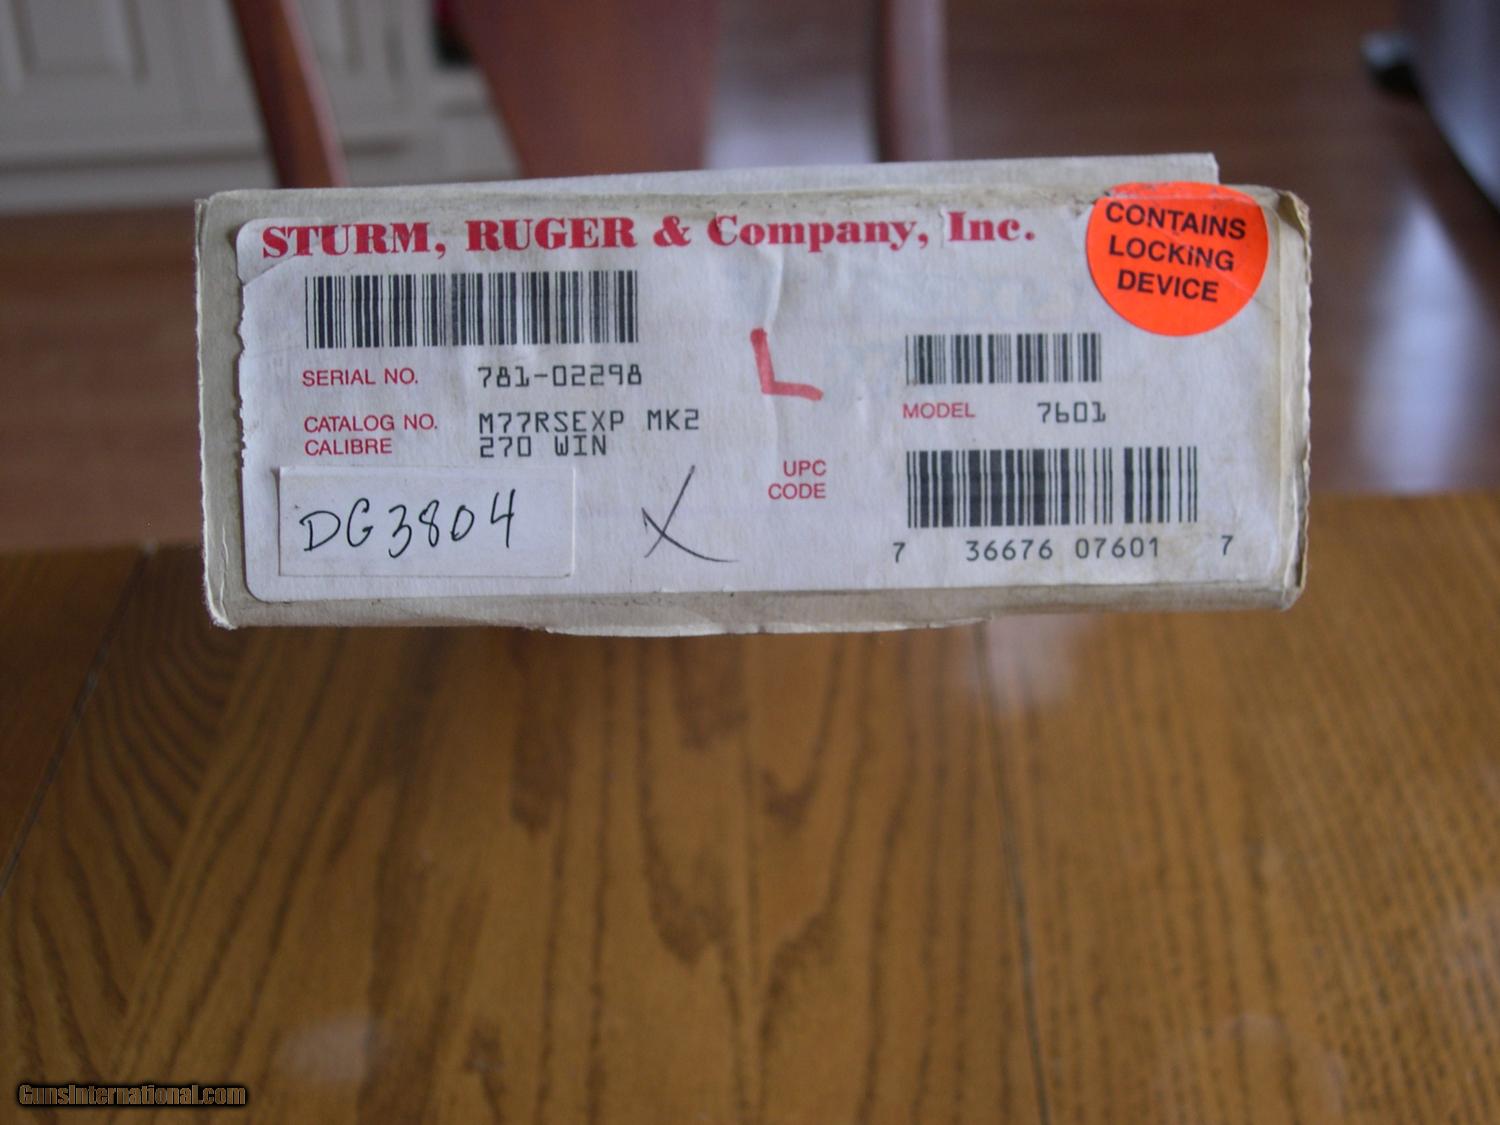 STURM, RUGER & Company, Inc.
CONTAINS
LOCKING
DEVICE
SERIAL NO. 781-02298
CATALOG NO. M77RSEXP MK2
CALIBRE 270 WIN
L
MODEL 7601
UPC
CODE
7 36676 07601 7
DG3804
X
GunsInternational.com